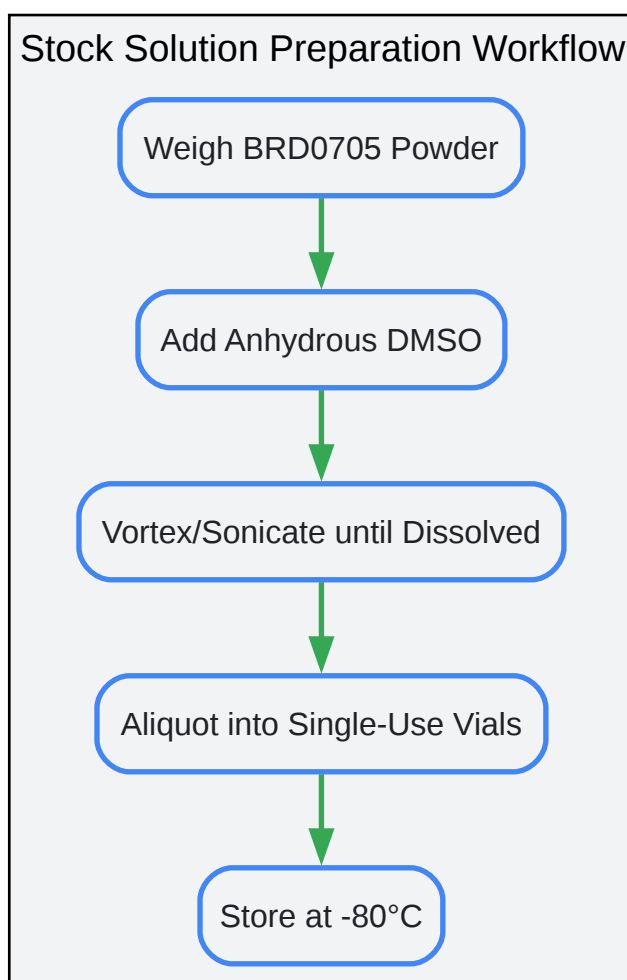 Stock Solution Preparation Workflow
Weigh BRD0705 Powder
Add Anhydrous DMSO
Vortex/Sonicate until Dissolved
Aliquot into Single-Use Vials
Store at -80°C